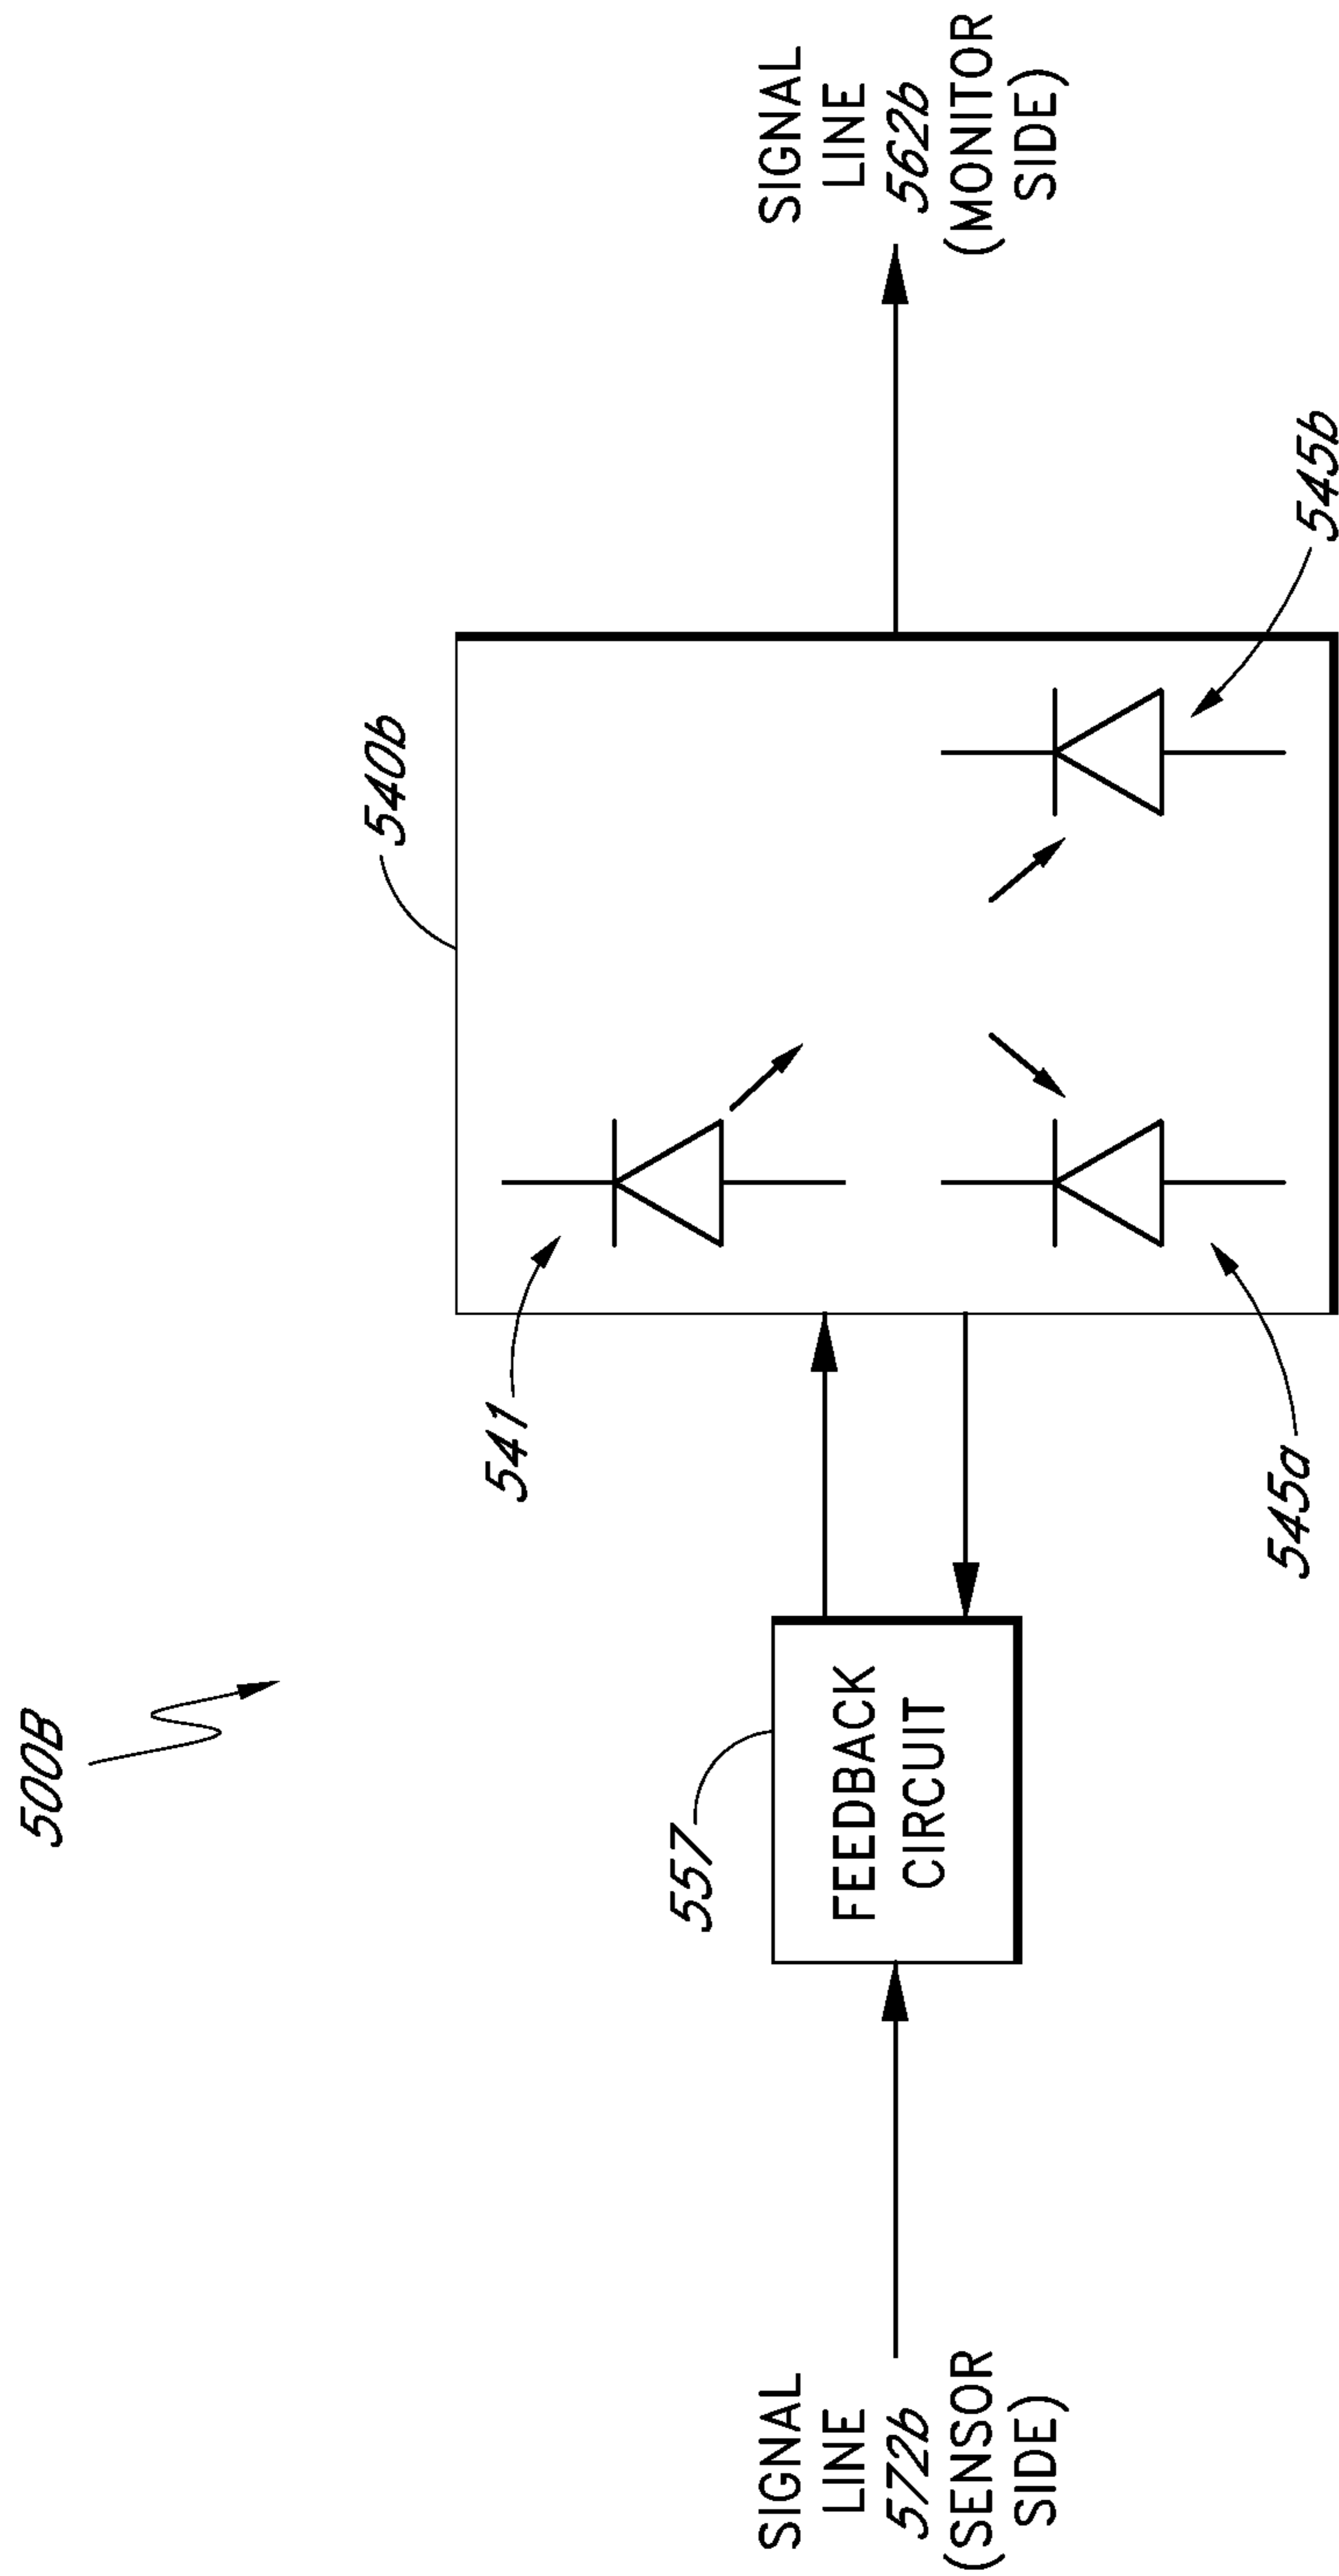 500B
540b
541
557
FEEDBACK
CIRCUIT
545a
545b
SIGNAL
LINE
572b
(SENSOR
SIDE)
SIGNAL
LINE
562b
(MONITOR
SIDE)